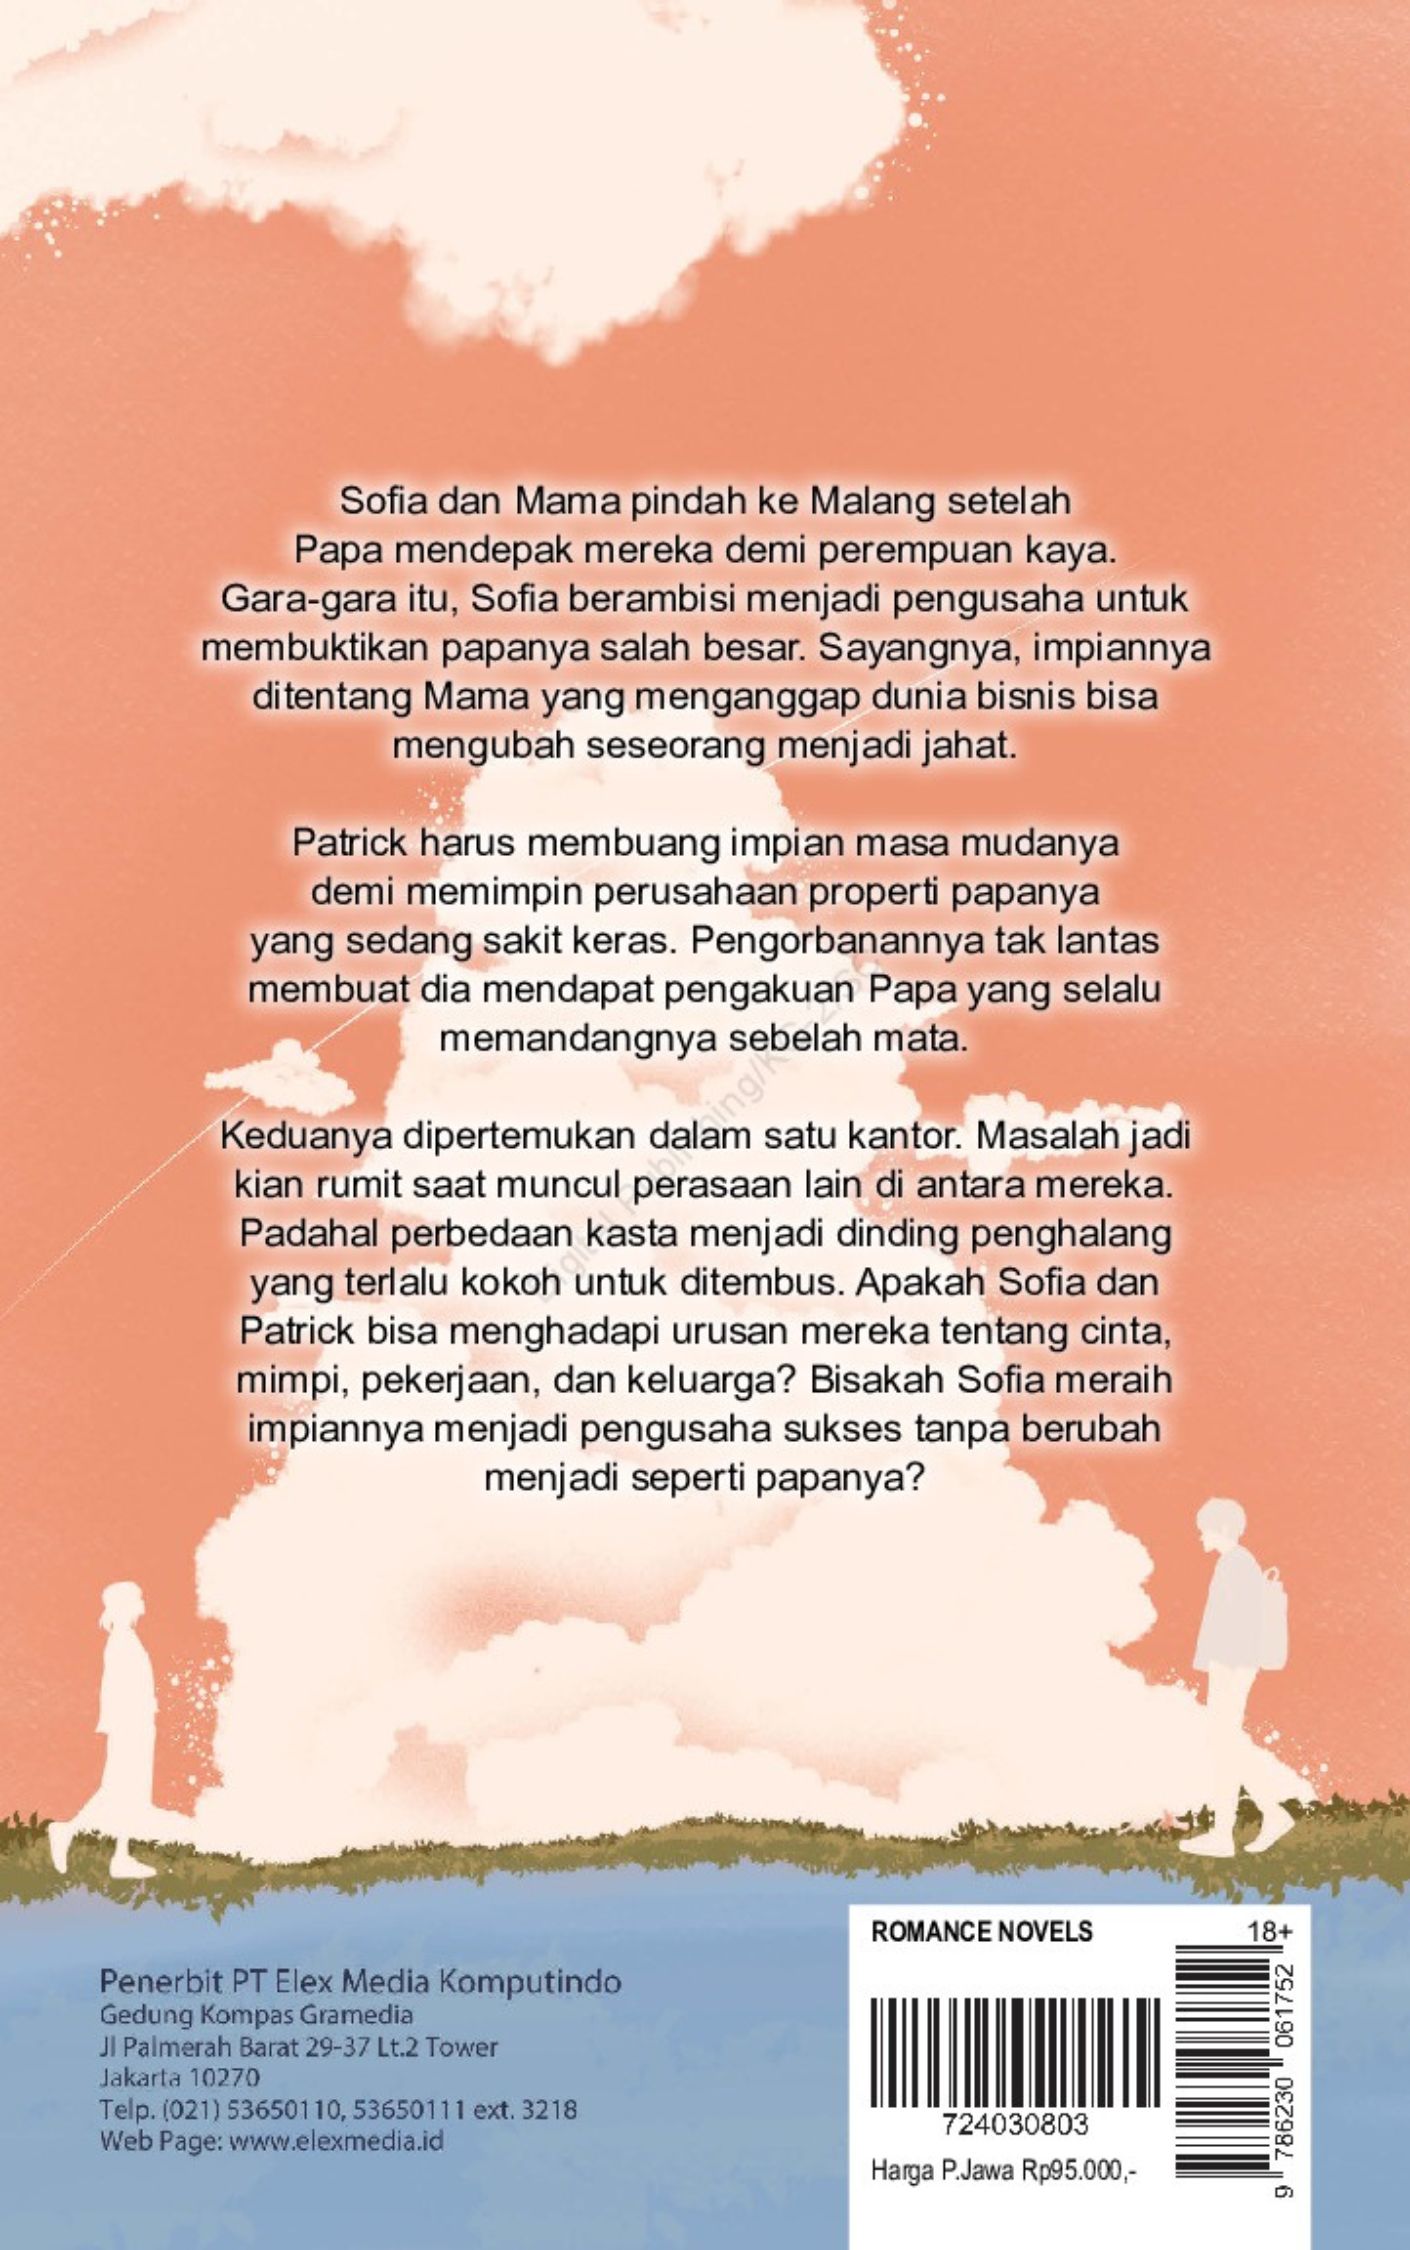 Sofia dan Mama pindah ke Malang setelah
Papa mendepak mereka demi perempuan kaya.
Gara-gara itu, Sofia berambisi menjadi pengusaha untuk
membuktikan papanya salah besar. Sayangnya, impiannya
ditentang Mama yang menganggap dunia bisnis bisa
mengubah seseorang menjadi jahat.
Patrick harus membuang impian masa mudanya
demi memimpin perusahaan properti papanya
yang sedang sakit keras. Pengorbanannya tak lantas
membuat dia mendapat pengakuan Papa yang selalu
memandangnya sebelah mata.
Keduanya dipertemukan dalam satu kantor. Masalah jadi
kian rumit saat muncul perasaan lain di antara mereka.
Padahal perbedaan kasta menjadi dinding penghalang
yang terlalu kokoh untuk ditembus. Apakah Sofia dan
Patrick bisa menghadapi urusan mereka tentang cinta,
mimpi, pekerjaan, dan keluarga? Bisakah Sofia meraih
impiannya menjadi pengusaha sukses tanpa berubah
menjadi seperti papanya?
Penerbit PT Elex Media Komputindo
Gedung Kompas Gramedia
Jl Palmerah Barat 29-37 Lt.2 Tower
Jakarta 10270
Telp. (021) 53650110, 53650111 ext. 3218
Web Page: www.elexmedia.id
ROMANCE NOVELS
18+
724030803
Harga P.Jawa Rp95.000,-
9 786230 061752